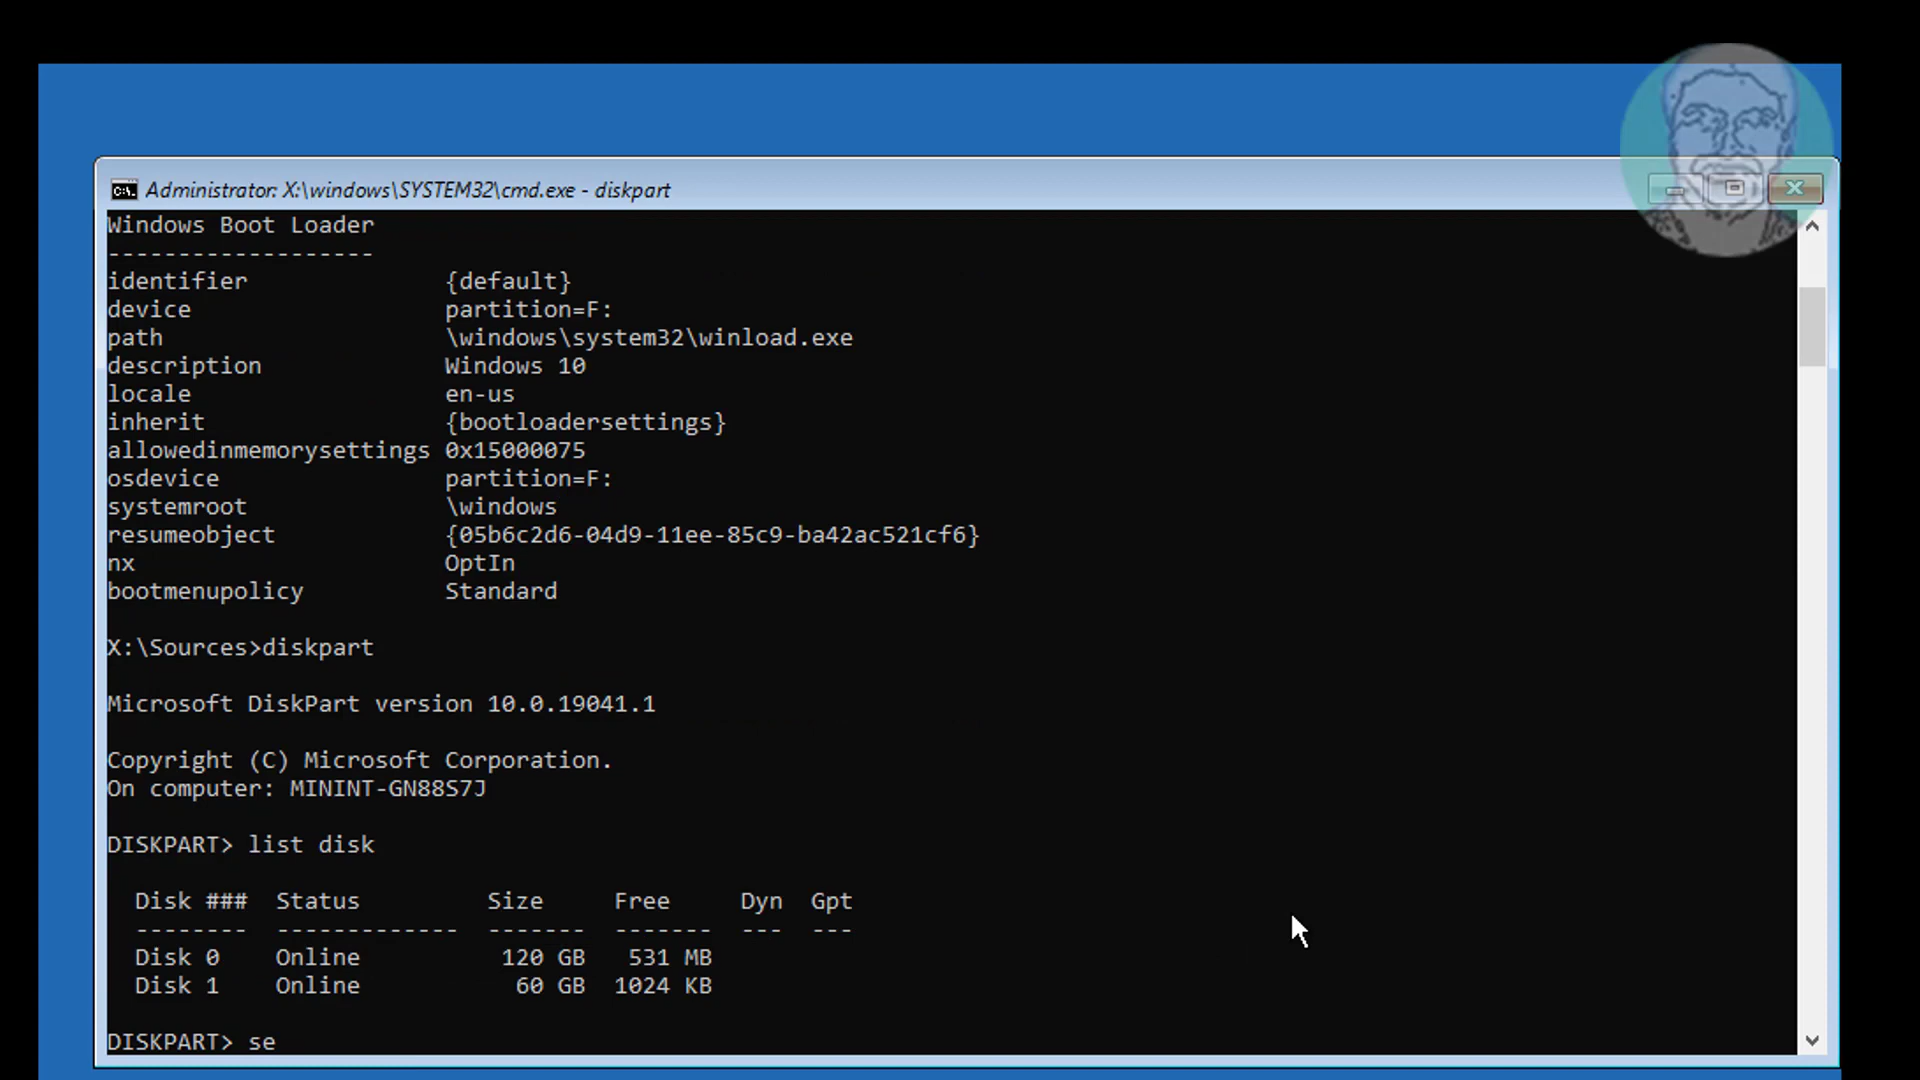 Administrator: X:\windows\SYSTEM32\cmd.exe - diskpart
Windows Boot Loader
-------------------
identifier              {default}
device                  partition=F:
path                    \windows\system32\winload.exe
description             Windows 10
locale                  en-us
inherit                 {bootloadersettings}
allowedinmemorysettings 0x15000075
osdevice                partition=F:
systemroot              \windows
resumeobject            {05b6c2d6-04d9-11ee-85c9-ba42ac521cf6}
nx                      OptIn
bootmenupolicy          Standard
X:\Sources>diskpart
Microsoft DiskPart version 10.0.19041.1
Copyright (C) Microsoft Corporation.
On computer: MININT-GN88S7J
DISKPART> list disk
  Disk ###  Status         Size     Free     Dyn  Gpt
  --------  -------------  -------  -------  ---  ---
  Disk 0    Online          120 GB   531 MB
  Disk 1    Online           60 GB  1024 KB
DISKPART> se